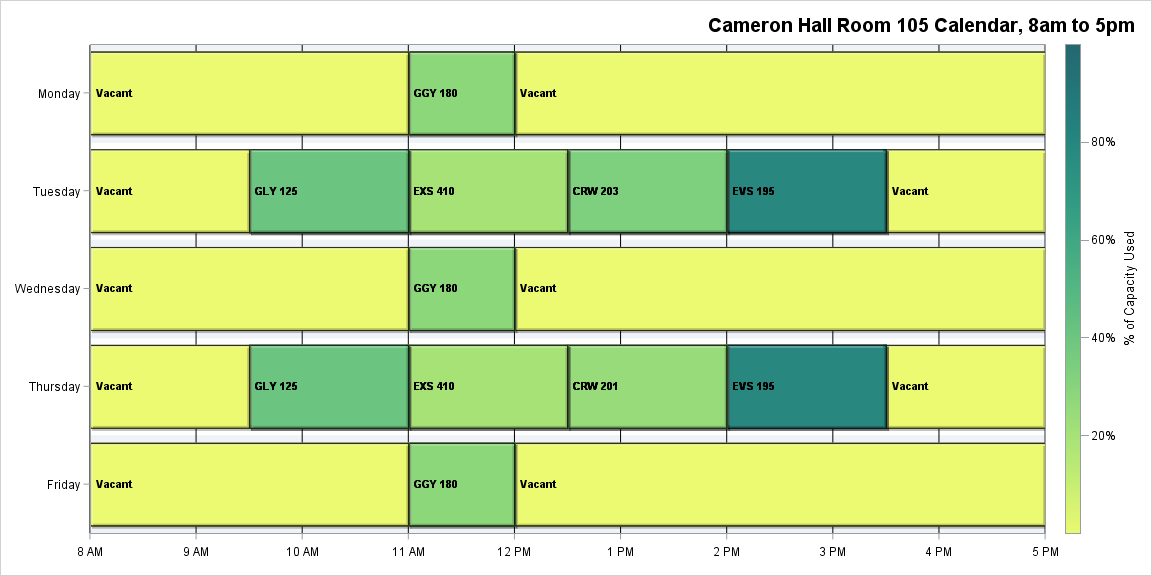 Cameron Hall Room 105 Calendar, 8am to 5pm
Monday
Vacant
GGY 180
Vacant
Tuesday
Vacant
GLY 125
EXS 410
CRW 203
EVS 195
Vacant
Wednesday
Vacant
GGY 180
Vacant
Thursday
Vacant
GLY 125
EXS 410
CRW 201
EVS 195
Vacant
Friday
Vacant
GGY 180
Vacant
8 AM
9 AM
10 AM
11 AM
12 PM
1 PM
2 PM
3 PM
4 PM
5 PM
80%
60%
40%
20%
% of Capacity Used